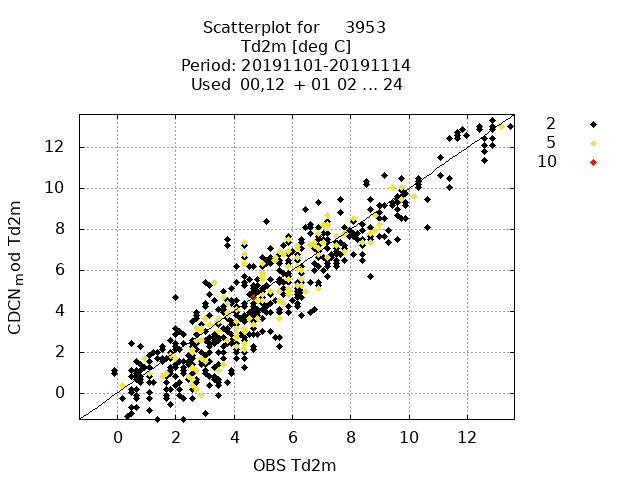 Scatterplot for 3953
Td2m [deg C]
Period: 20191101-20191114
Used 00,12 + 01 02 ... 24
2
5
10
12
10
8
6
4
2
0
CDCNmod Td2m
0 2 4 6 8 10 12
OBS Td2m